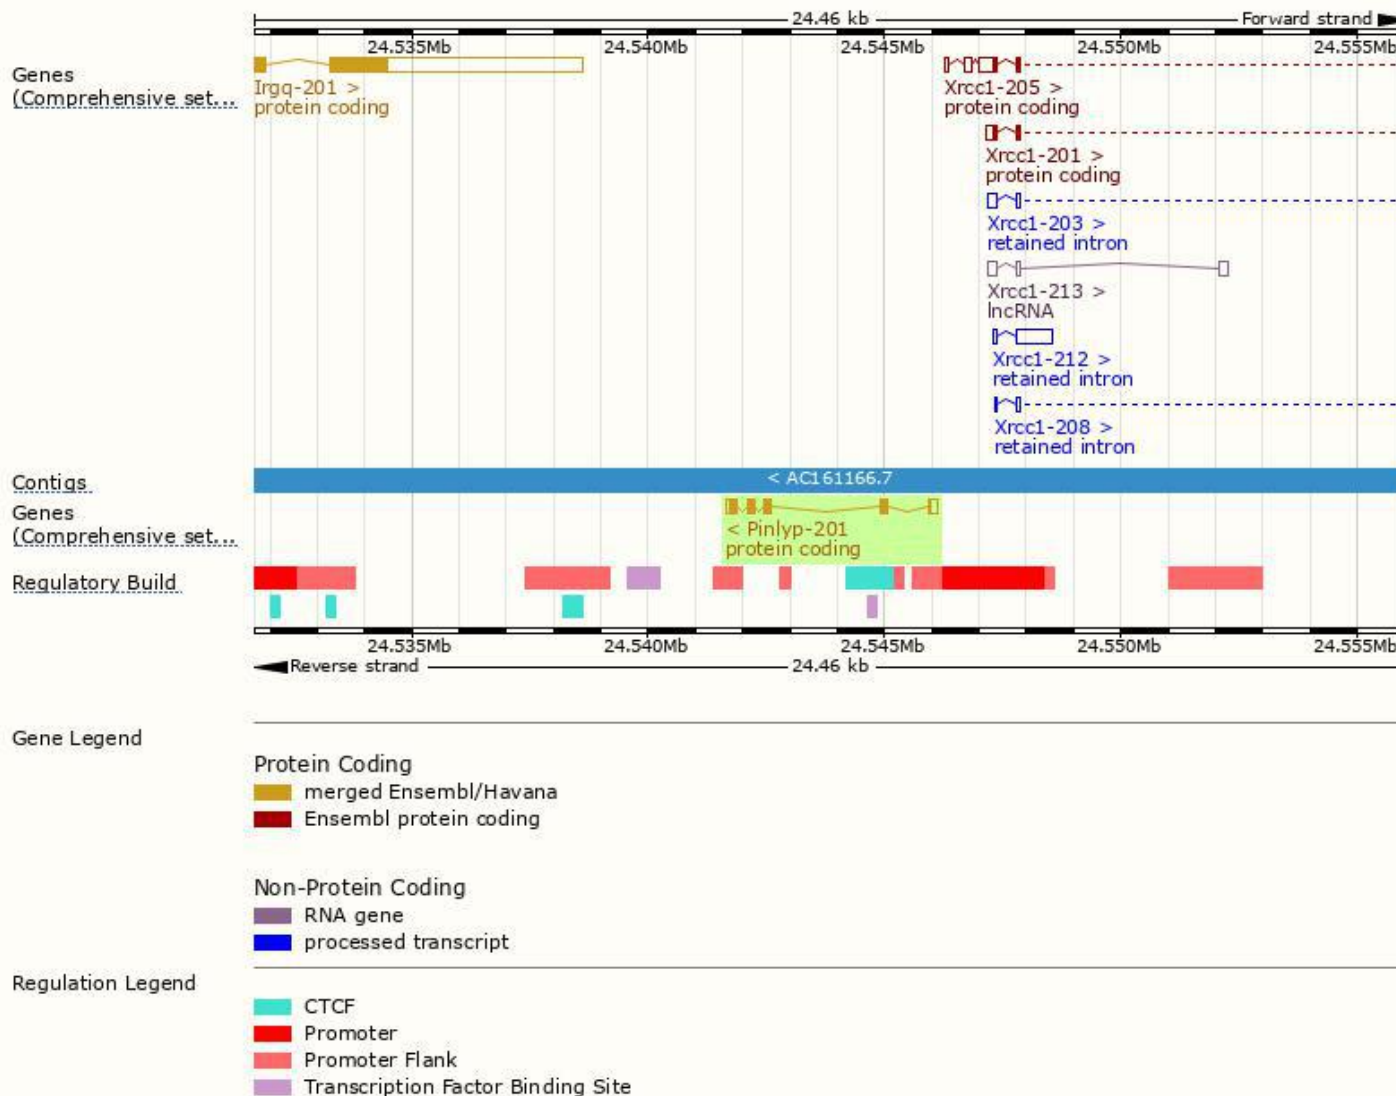 24.46 kb Forward strand
24.535Mb 24.540Mb 24.545Mb 24.550Mb 24.555Mb
Genes
(Comprehensive set...
Irgq-201 >
protein coding
Xrcc1-205 >
protein coding
Xrcc1-201 >
protein coding
Xrcc1-203 >
retained intron
Xrcc1-213 >
lncRNA
Xrcc1-212 >
retained intron
Xrcc1-208 >
retained intron
Contigs
< AC161166.7
Genes
(Comprehensive set...
< Pinlyp-201
protein coding
Regulatory Build
24.535Mb 24.540Mb 24.545Mb 24.550Mb 24.555Mb
Reverse strand 24.46 kb
Gene Legend
Protein Coding
merged Ensembl/Havana
Ensembl protein coding
Non-Protein Coding
RNA gene
processed transcript
Regulation Legend
CTCF
Promoter
Promoter Flank
Transcription Factor Binding Site